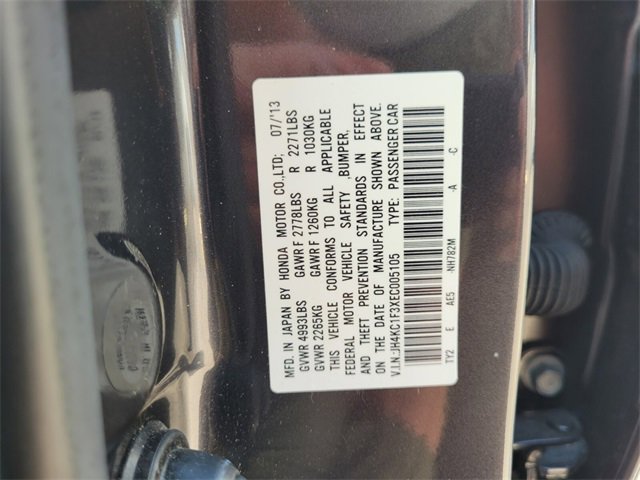 MFD. IN JAPAN BY HONDA MOTOR CO.,LTD. 07/'13
GVWR 4993LBS GAWR F 2778LBS R 2271LBS
GVWR 2265KG GAWR F 1260KG R 1030KG
THIS VEHICLE CONFORMS TO ALL APPLICABLE
FEDERAL MOTOR VEHICLE SAFETY ,BUMPER,
AND THEFT PREVENTION STANDARDS IN EFFECT
ON THE DATE OF MANUFACTURE SHOWN ABOVE.
V.I.N.:JH4KC1F3XEC005105 TYPE: PASSENGER CAR
TY2 E AE5 -NH782M -A -C